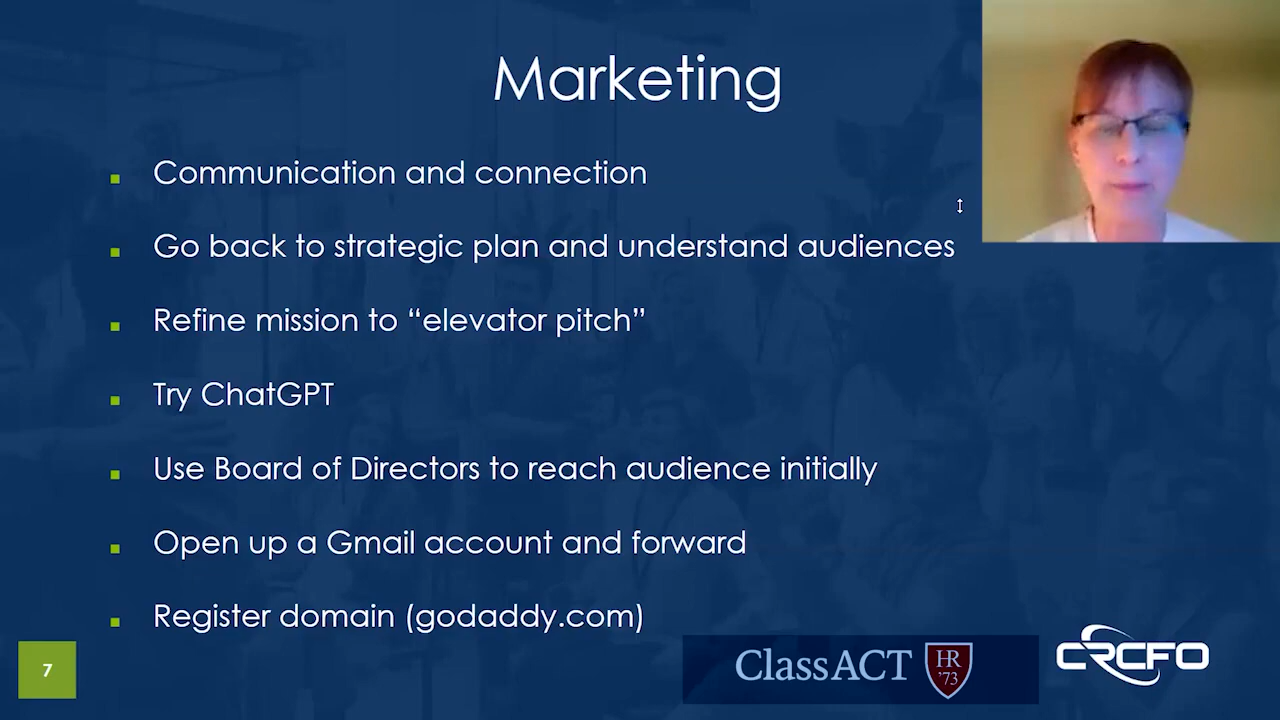 Marketing
Communication and connection
Go back to strategic plan and understand audiences
Refine mission to “elevator pitch”
Try ChatGPT
Use Board of Directors to reach audience initially
Open up a Gmail account and forward
Register domain (godaddy.com)
7
ClassACT
HR
'73
CRCFO